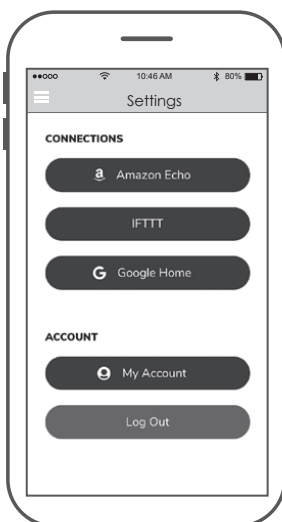 10:46 AM
80%
Settings
CONNECTIONS
Amazon Echo
IFTTT
Google Home
ACCOUNT
My Account
Log Out